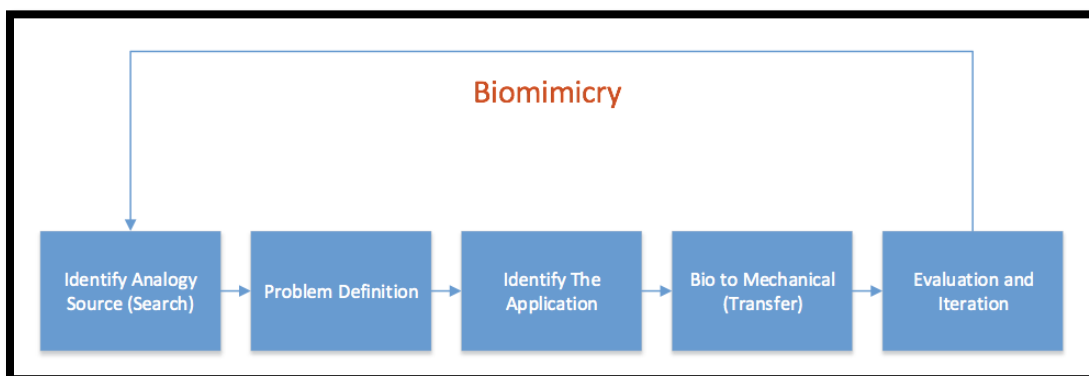 Biomimicry
Identify Analogy
Source (Search)
Problem Definition
Identify The
Application
Bio to Mechanical
(Transfer)
Evaluation and
Iteration